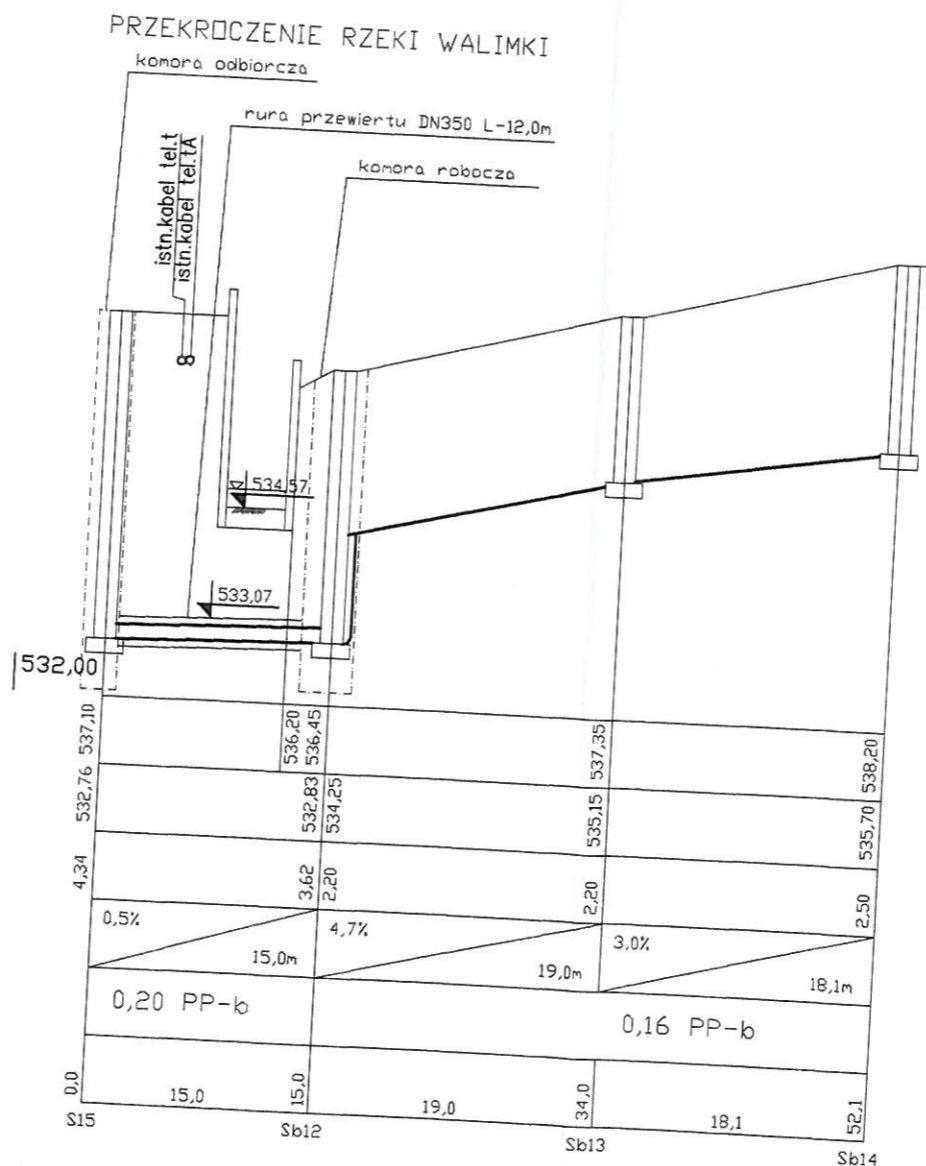 PRZEKROCZENIE RZEKI WALIMKI
komora odbiorcza
rura przewiertu DN350 L-12,0m
komora robocza
istn.kabel tel.t
istn.kabel tel.tA
534,57
533,07
532,00
537,10
536,20
536,45
537,35
538,20
532,76
532,83
534,25
535,15
535,70
4,34
3,62
2,20
2,20
2,50
0,5%
15,0m
4,7%
19,0m
3,0%
18,1m
0,20 PP-b
0,16 PP-b
0,0
15,0
15,0
19,0
34,0
18,1
52,1
S15
Sb12
Sb13
Sb14